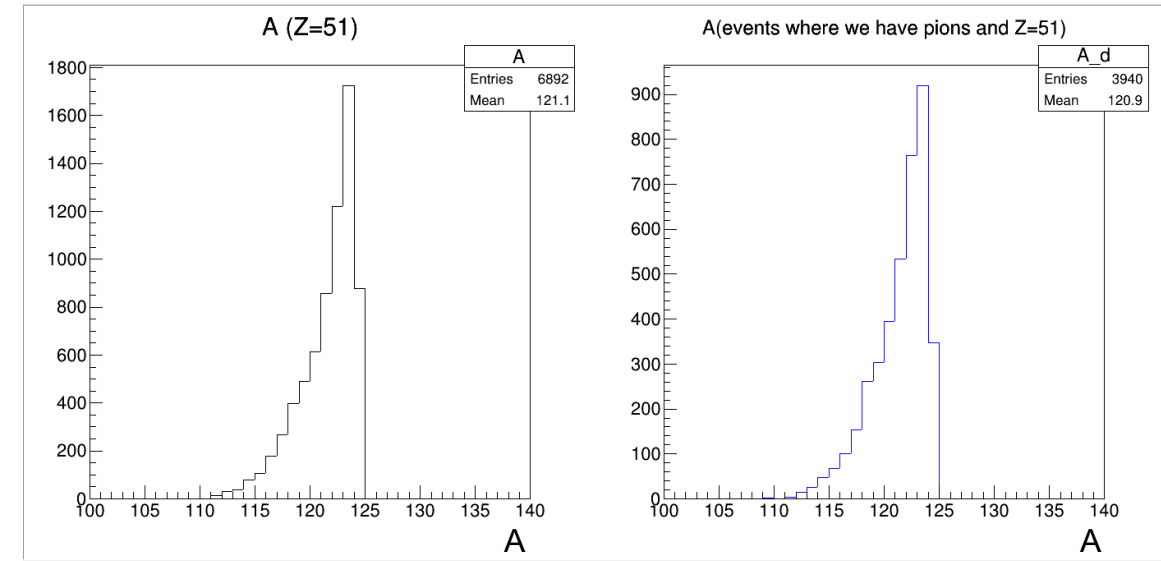 A (Z=51)
A
Entries 6892
Mean 121.1
1800
1600
1400
1200
1000
800
600
400
200
0
100 105 110 115 120 125 130 135 140
A
A(events where we have pions and Z=51)
A_d
Entries 3940
Mean 120.9
900
800
700
600
500
400
300
200
100
0
100 105 110 115 120 125 130 135 140
A